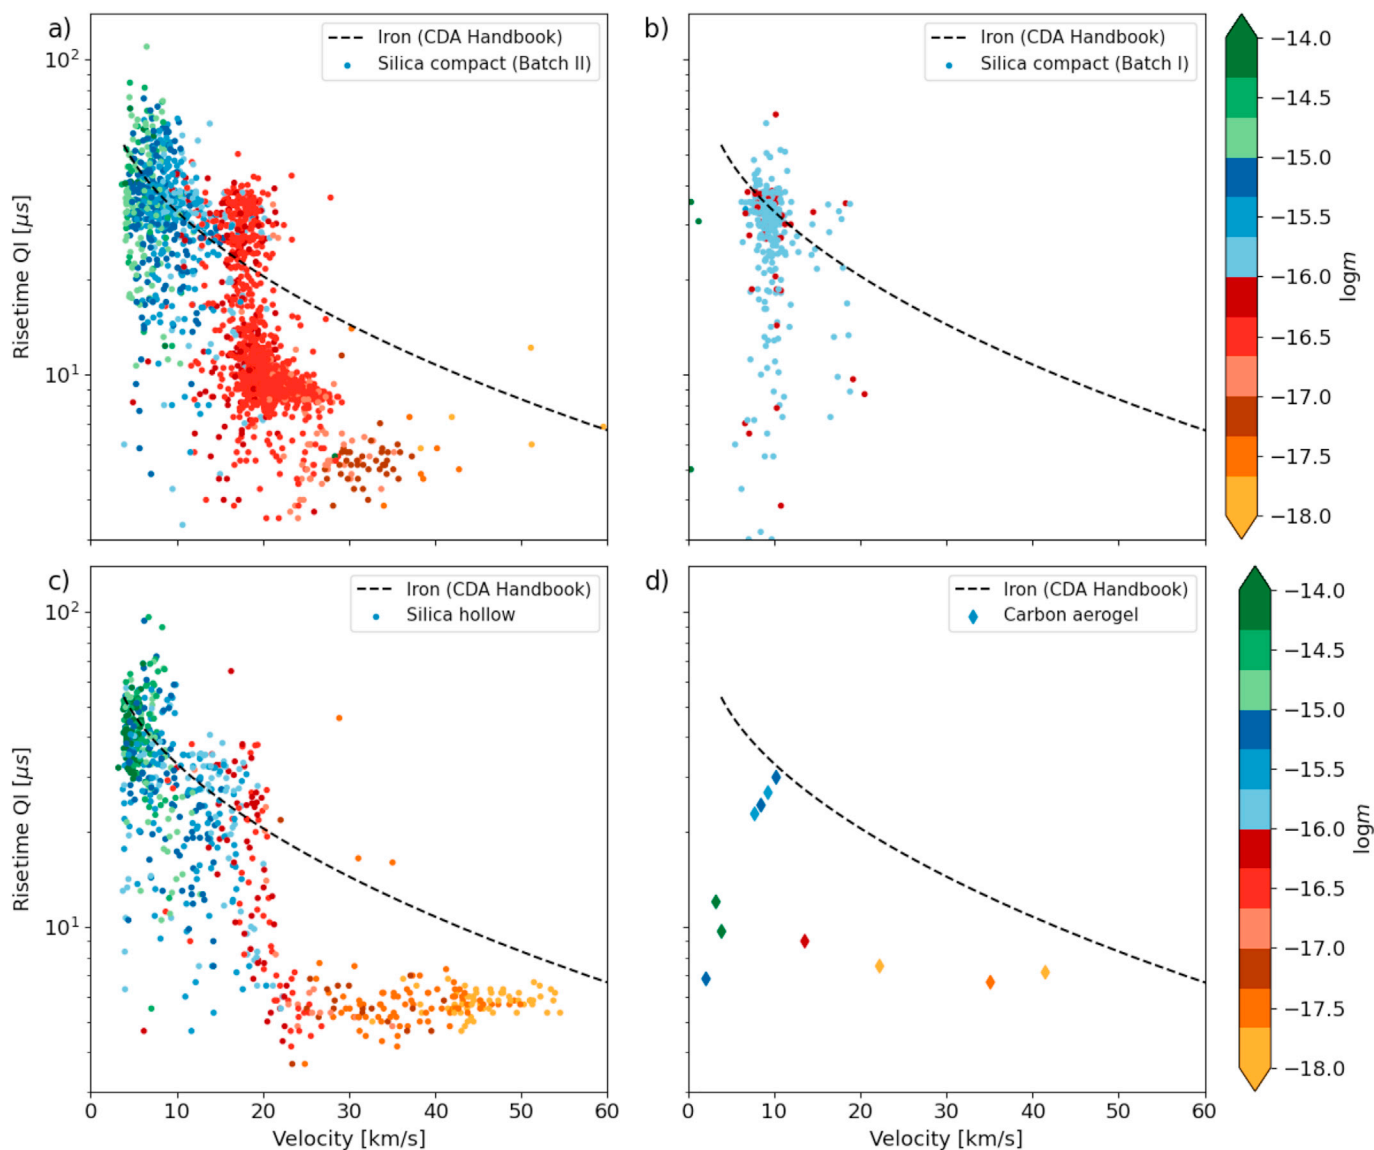 a)
10²
10¹
Risetime QI [μs]
Iron (CDA Handbook)
Silica compact (Batch II)
b)
Iron (CDA Handbook)
Silica compact (Batch I)
−14.0
−14.5
−15.0
−15.5
−16.0
−16.5
−17.0
−17.5
−18.0
logm
c)
10²
10¹
Risetime QI [μs]
Iron (CDA Handbook)
Silica hollow
0 10 20 30 40 50 60
Velocity [km/s]
d)
Iron (CDA Handbook)
Carbon aerogel
0 10 20 30 40 50 60
Velocity [km/s]
−14.0
−14.5
−15.0
−15.5
−16.0
−16.5
−17.0
−17.5
−18.0
logm